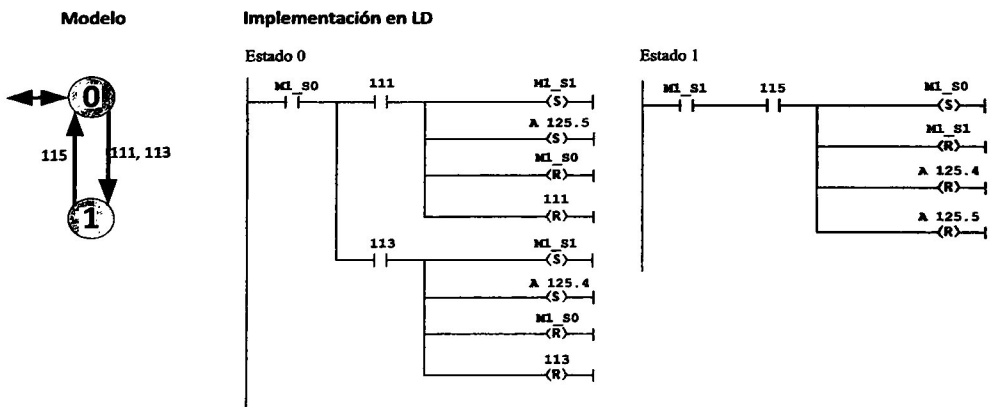 Modelo
Implementación en LD
0
115
111, 113
1
Estado 0
M1_S0
111
M1_S1
(S)
A 125.5
(S)
M1_S0
(R)
111
(R)
113
M1_S1
(S)
A 125.4
(S)
M1_S0
(R)
113
(R)
Estado 1
M1_S1
115
M1_S0
(S)
M1_S1
(R)
A 125.4
(R)
A 125.5
(R)